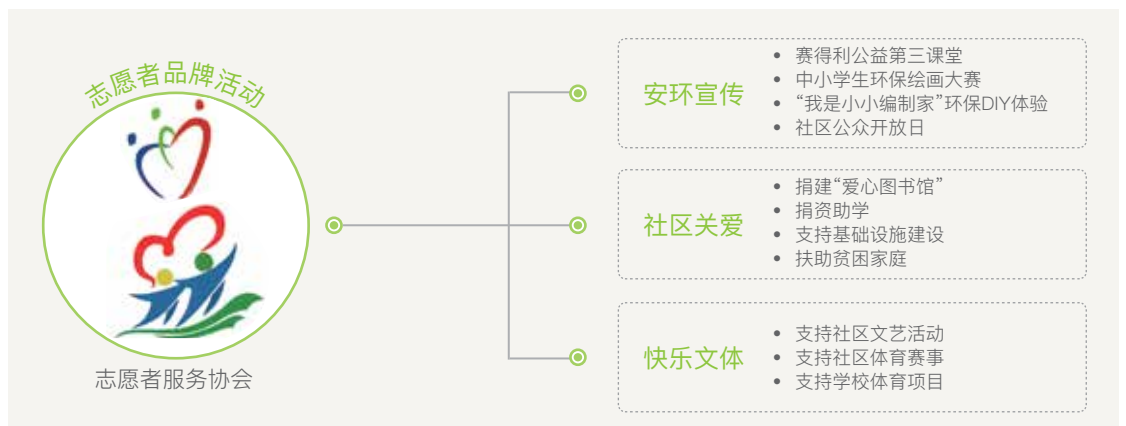 志愿者品牌活动
志愿者服务协会
安环宣传
• 赛得利公益第三课堂
• 中小学生环保绘画大赛
• “我是小小编制家”环保DIY体验
• 社区公众开放日
社区关爱
• 捐建“爱心图书馆”
• 捐资助学
• 支持基础设施建设
• 扶助贫困家庭
快乐文体
• 支持社区文艺活动
• 支持社区体育赛事
• 支持学校体育项目